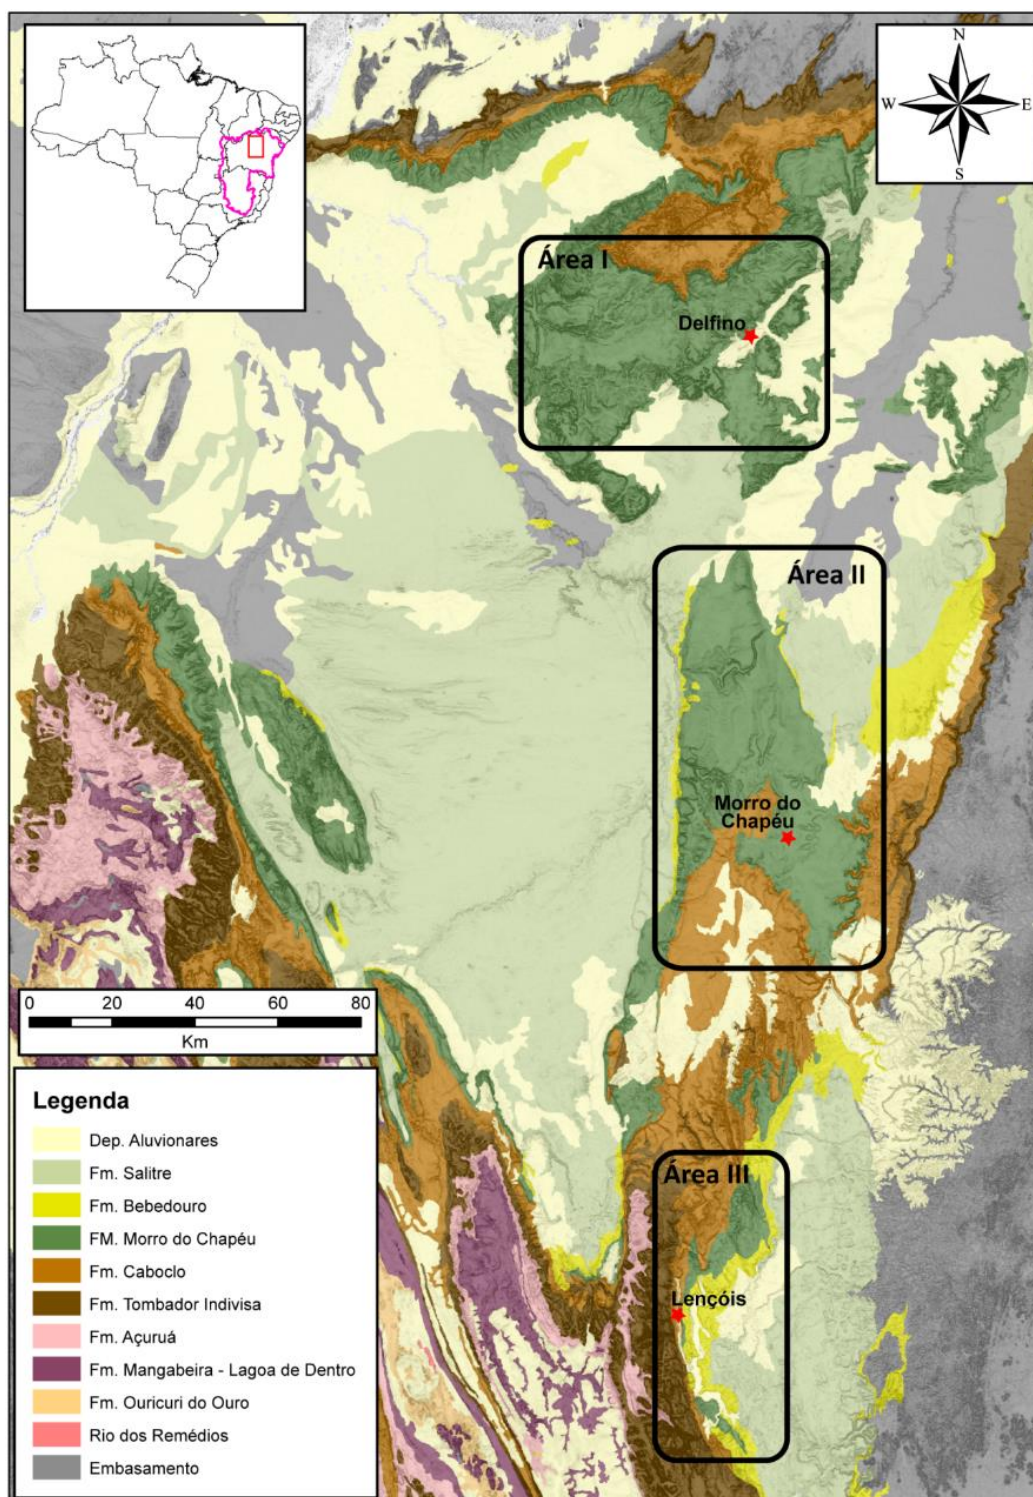 N
W
E
S
Área I
Delfino
Área II
Morro do
Chapéu
0 20 40 60 80
Km
Legenda
Dep. Aluvionares
Fm. Salitre
Fm. Bebedouro
FM. Morro do Chapéu
Fm. Caboclo
Fm. Tombador Indivisa
Fm. Açuruá
Fm. Mangabeira - Lagoa de Dentro
Fm. Ouricuri do Ouro
Rio dos Remédios
Embasamento
Área III
Lençóis